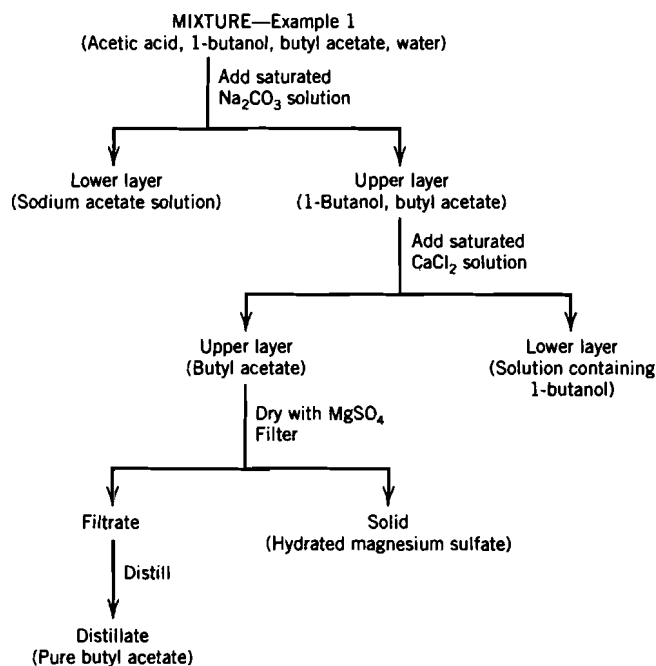 MIXTURE—Example 1
(Acetic acid, 1-butanol, butyl acetate, water)
Add saturated
Na₂CO₃ solution
Lower layer
(Sodium acetate solution)
Upper layer
(1-Butanol, butyl acetate)
Add saturated
CaCl₂ solution
Upper layer
(Butyl acetate)
Lower layer
(Solution containing
1-butanol)
Dry with MgSO₄
Filter
Filtrate
Solid
(Hydrated magnesium sulfate)
Distill
Distillate
(Pure butyl acetate)